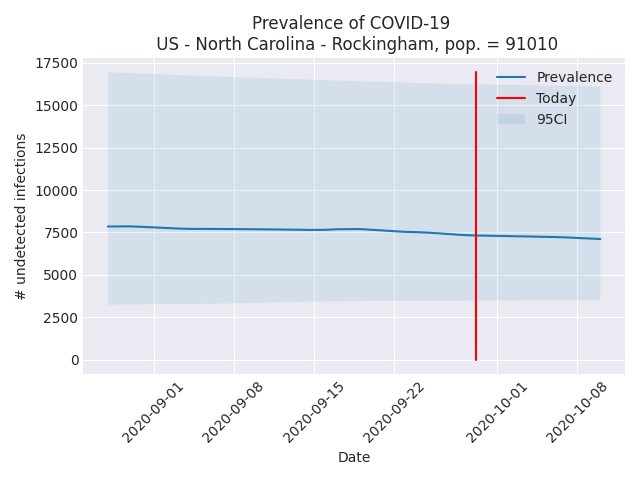 Prevalence of COVID-19
US - North Carolina - Rockingham, pop. = 91010
# undetected infections
17500
15000
12500
10000
7500
5000
2500
0
Prevalence
Today
95CI
2020-09-01
2020-09-08
2020-09-15
2020-09-22
2020-10-01
2020-10-08
Date